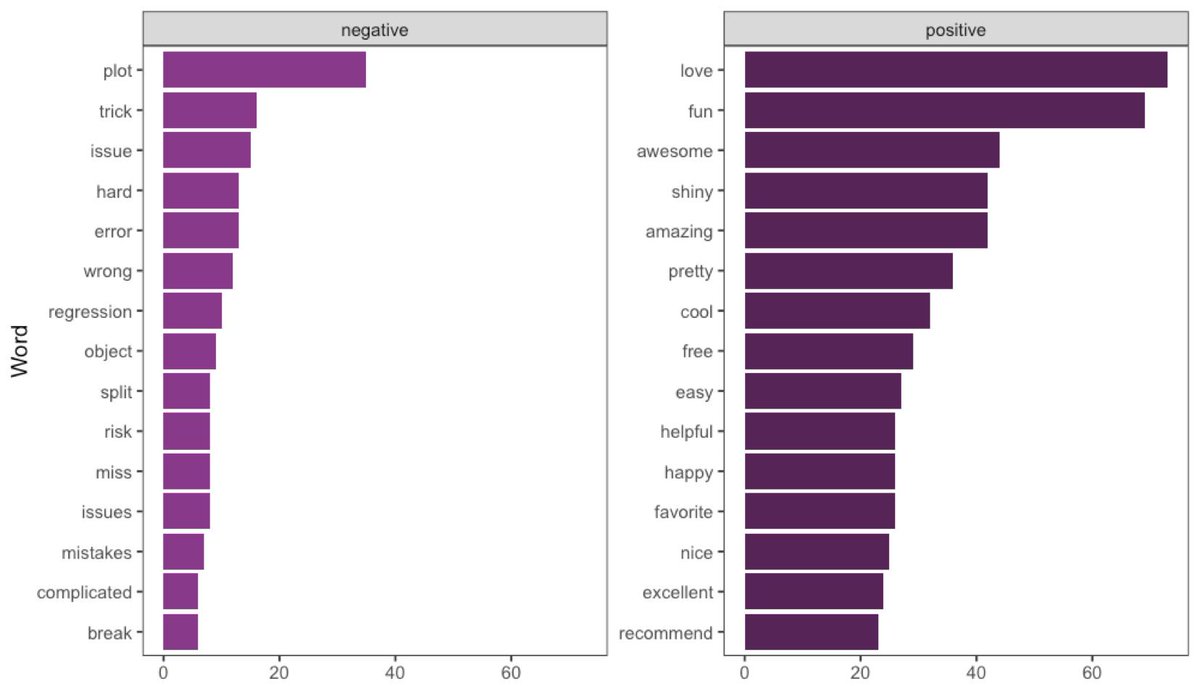 negative
plot
trick
issue
hard
error
wrong
regression
object
split
risk
miss
issues
mistakes
complicated
break
0 20 40 60
Word
positive
love
fun
awesome
shiny
amazing
pretty
cool
free
easy
helpful
happy
favorite
nice
excellent
recommend
0 20 40 60